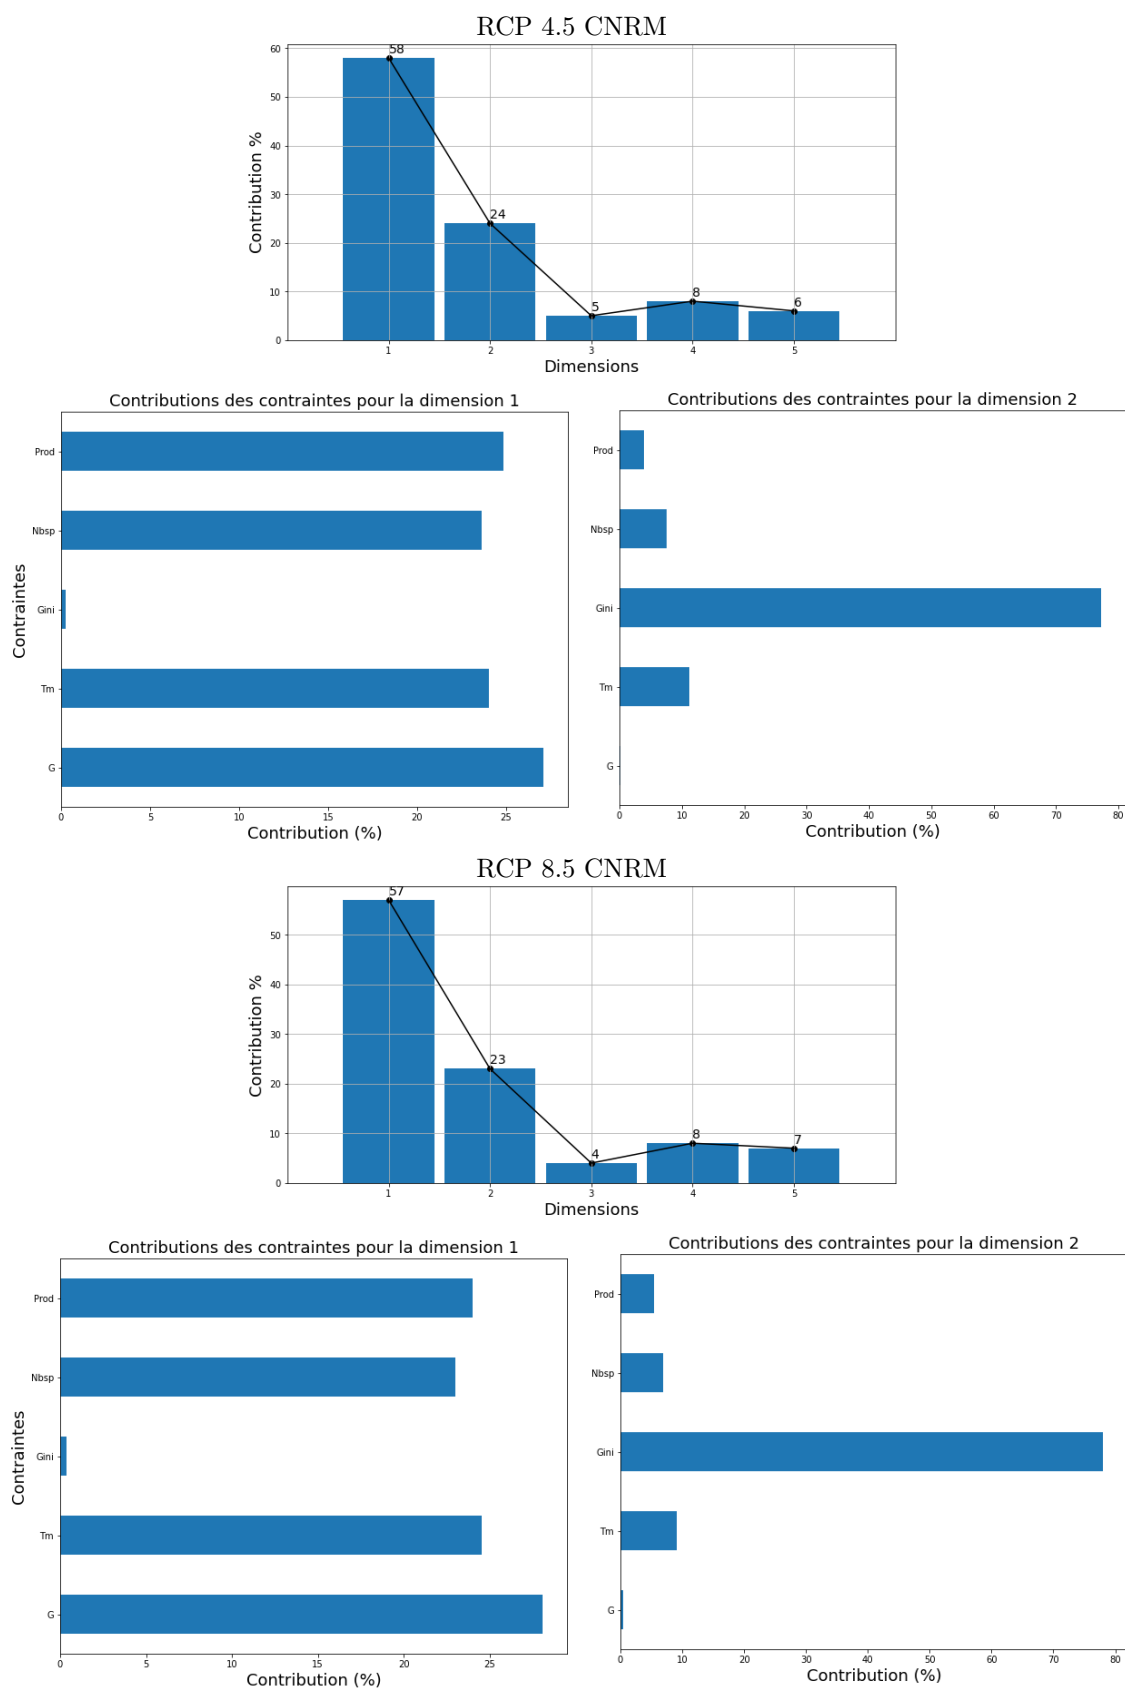 RCP 4.5 CNRM
58
60
50
40
30
24
20
10
5
8
6
0
1 2 3 4 5
Contribution %
Dimensions
Contributions des contraintes pour la dimension 1
Prod
Nbsp
Gini
Tm
G
Contraintes
0 5 10 15 20 25
Contribution (%)
Contributions des contraintes pour la dimension 2
Prod
Nbsp
Gini
Tm
G
0 10 20 30 40 50 60 70 80
Contribution (%)
RCP 8.5 CNRM
57
50
40
30
23
20
10
4
8
7
0
1 2 3 4 5
Contribution %
Dimensions
Contributions des contraintes pour la dimension 1
Prod
Nbsp
Gini
Tm
G
Contraintes
0 5 10 15 20 25
Contribution (%)
Contributions des contraintes pour la dimension 2
Prod
Nbsp
Gini
Tm
G
0 10 20 30 40 50 60 70 80
Contribution (%)